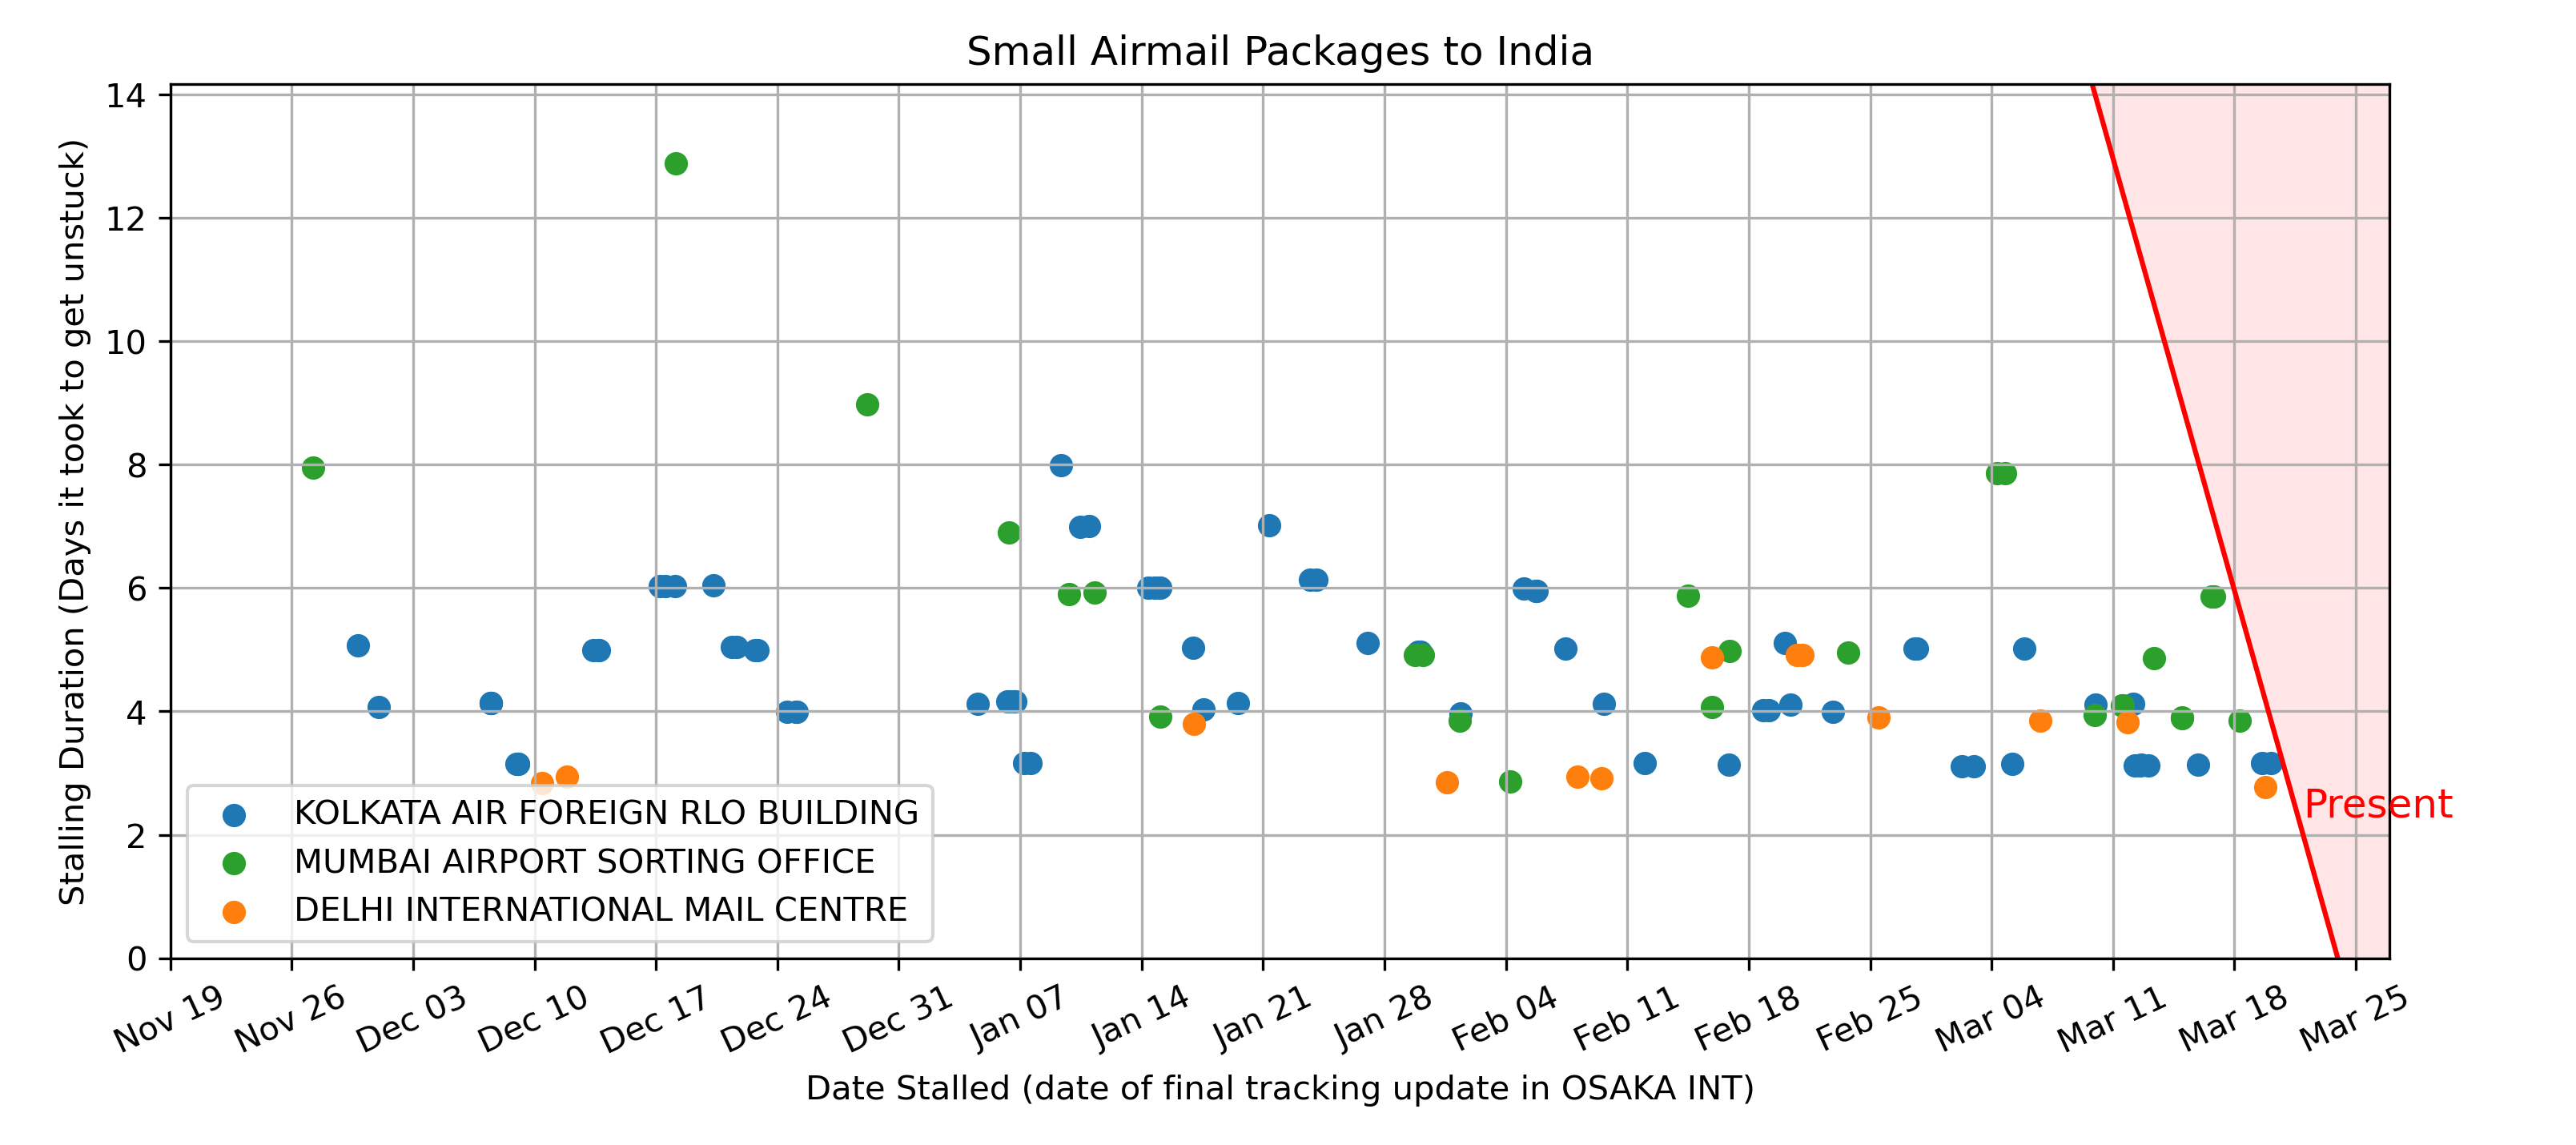 Small Airmail Packages to India
Stalling Duration (Days it took to get unstuck)
14
12
10
8
6
4
2
0
KOLKATA AIR FOREIGN RLO BUILDING
MUMBAI AIRPORT SORTING OFFICE
DELHI INTERNATIONAL MAIL CENTRE
Present
Nov 19
Nov 26
Dec 03
Dec 10
Dec 17
Dec 24
Dec 31
Jan 07
Jan 14
Jan 21
Jan 28
Feb 04
Feb 11
Feb 18
Feb 25
Mar 04
Mar 11
Mar 18
Mar 25
Date Stalled (date of final tracking update in OSAKA INT)